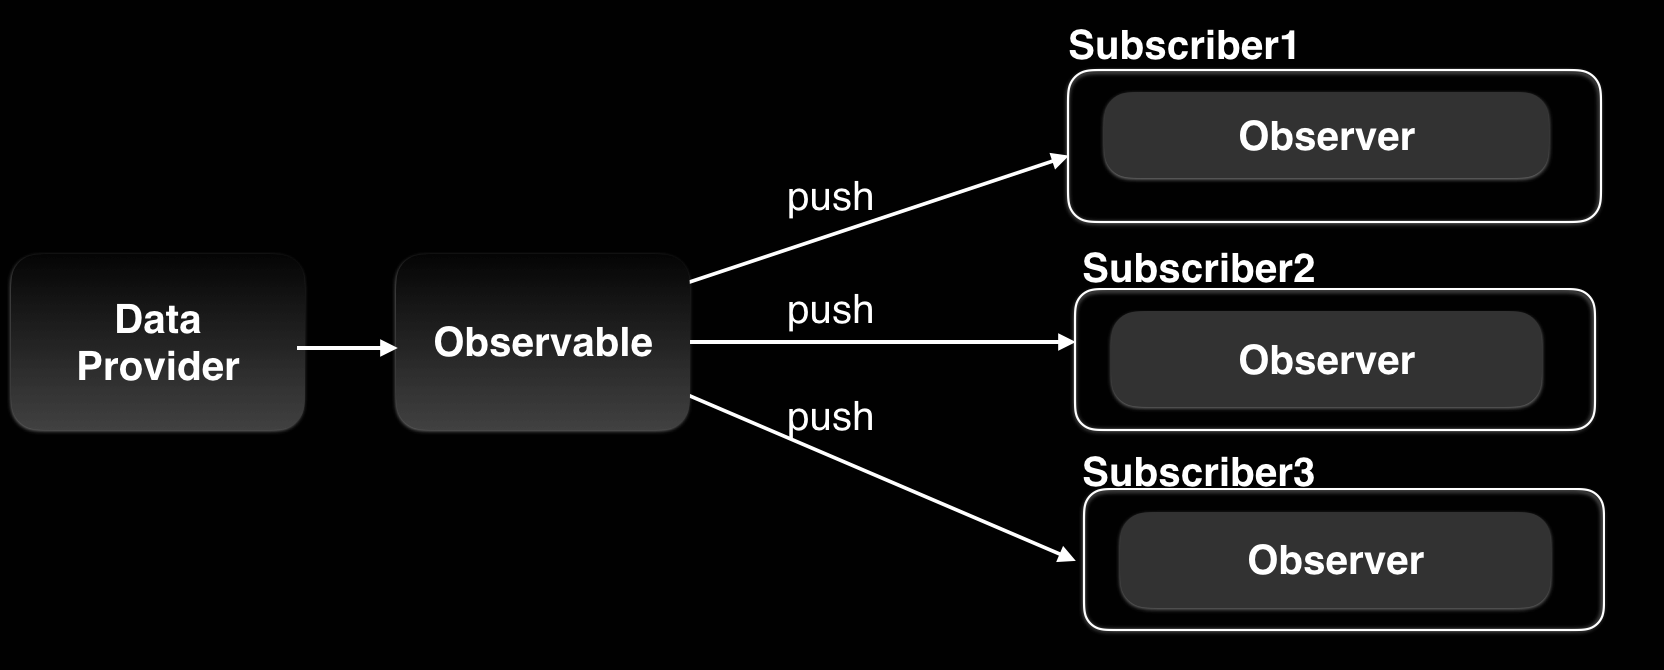 Data
Provider
Observable
push
push
push
Subscriber1
Observer
Subscriber2
Observer
Subscriber3
Observer